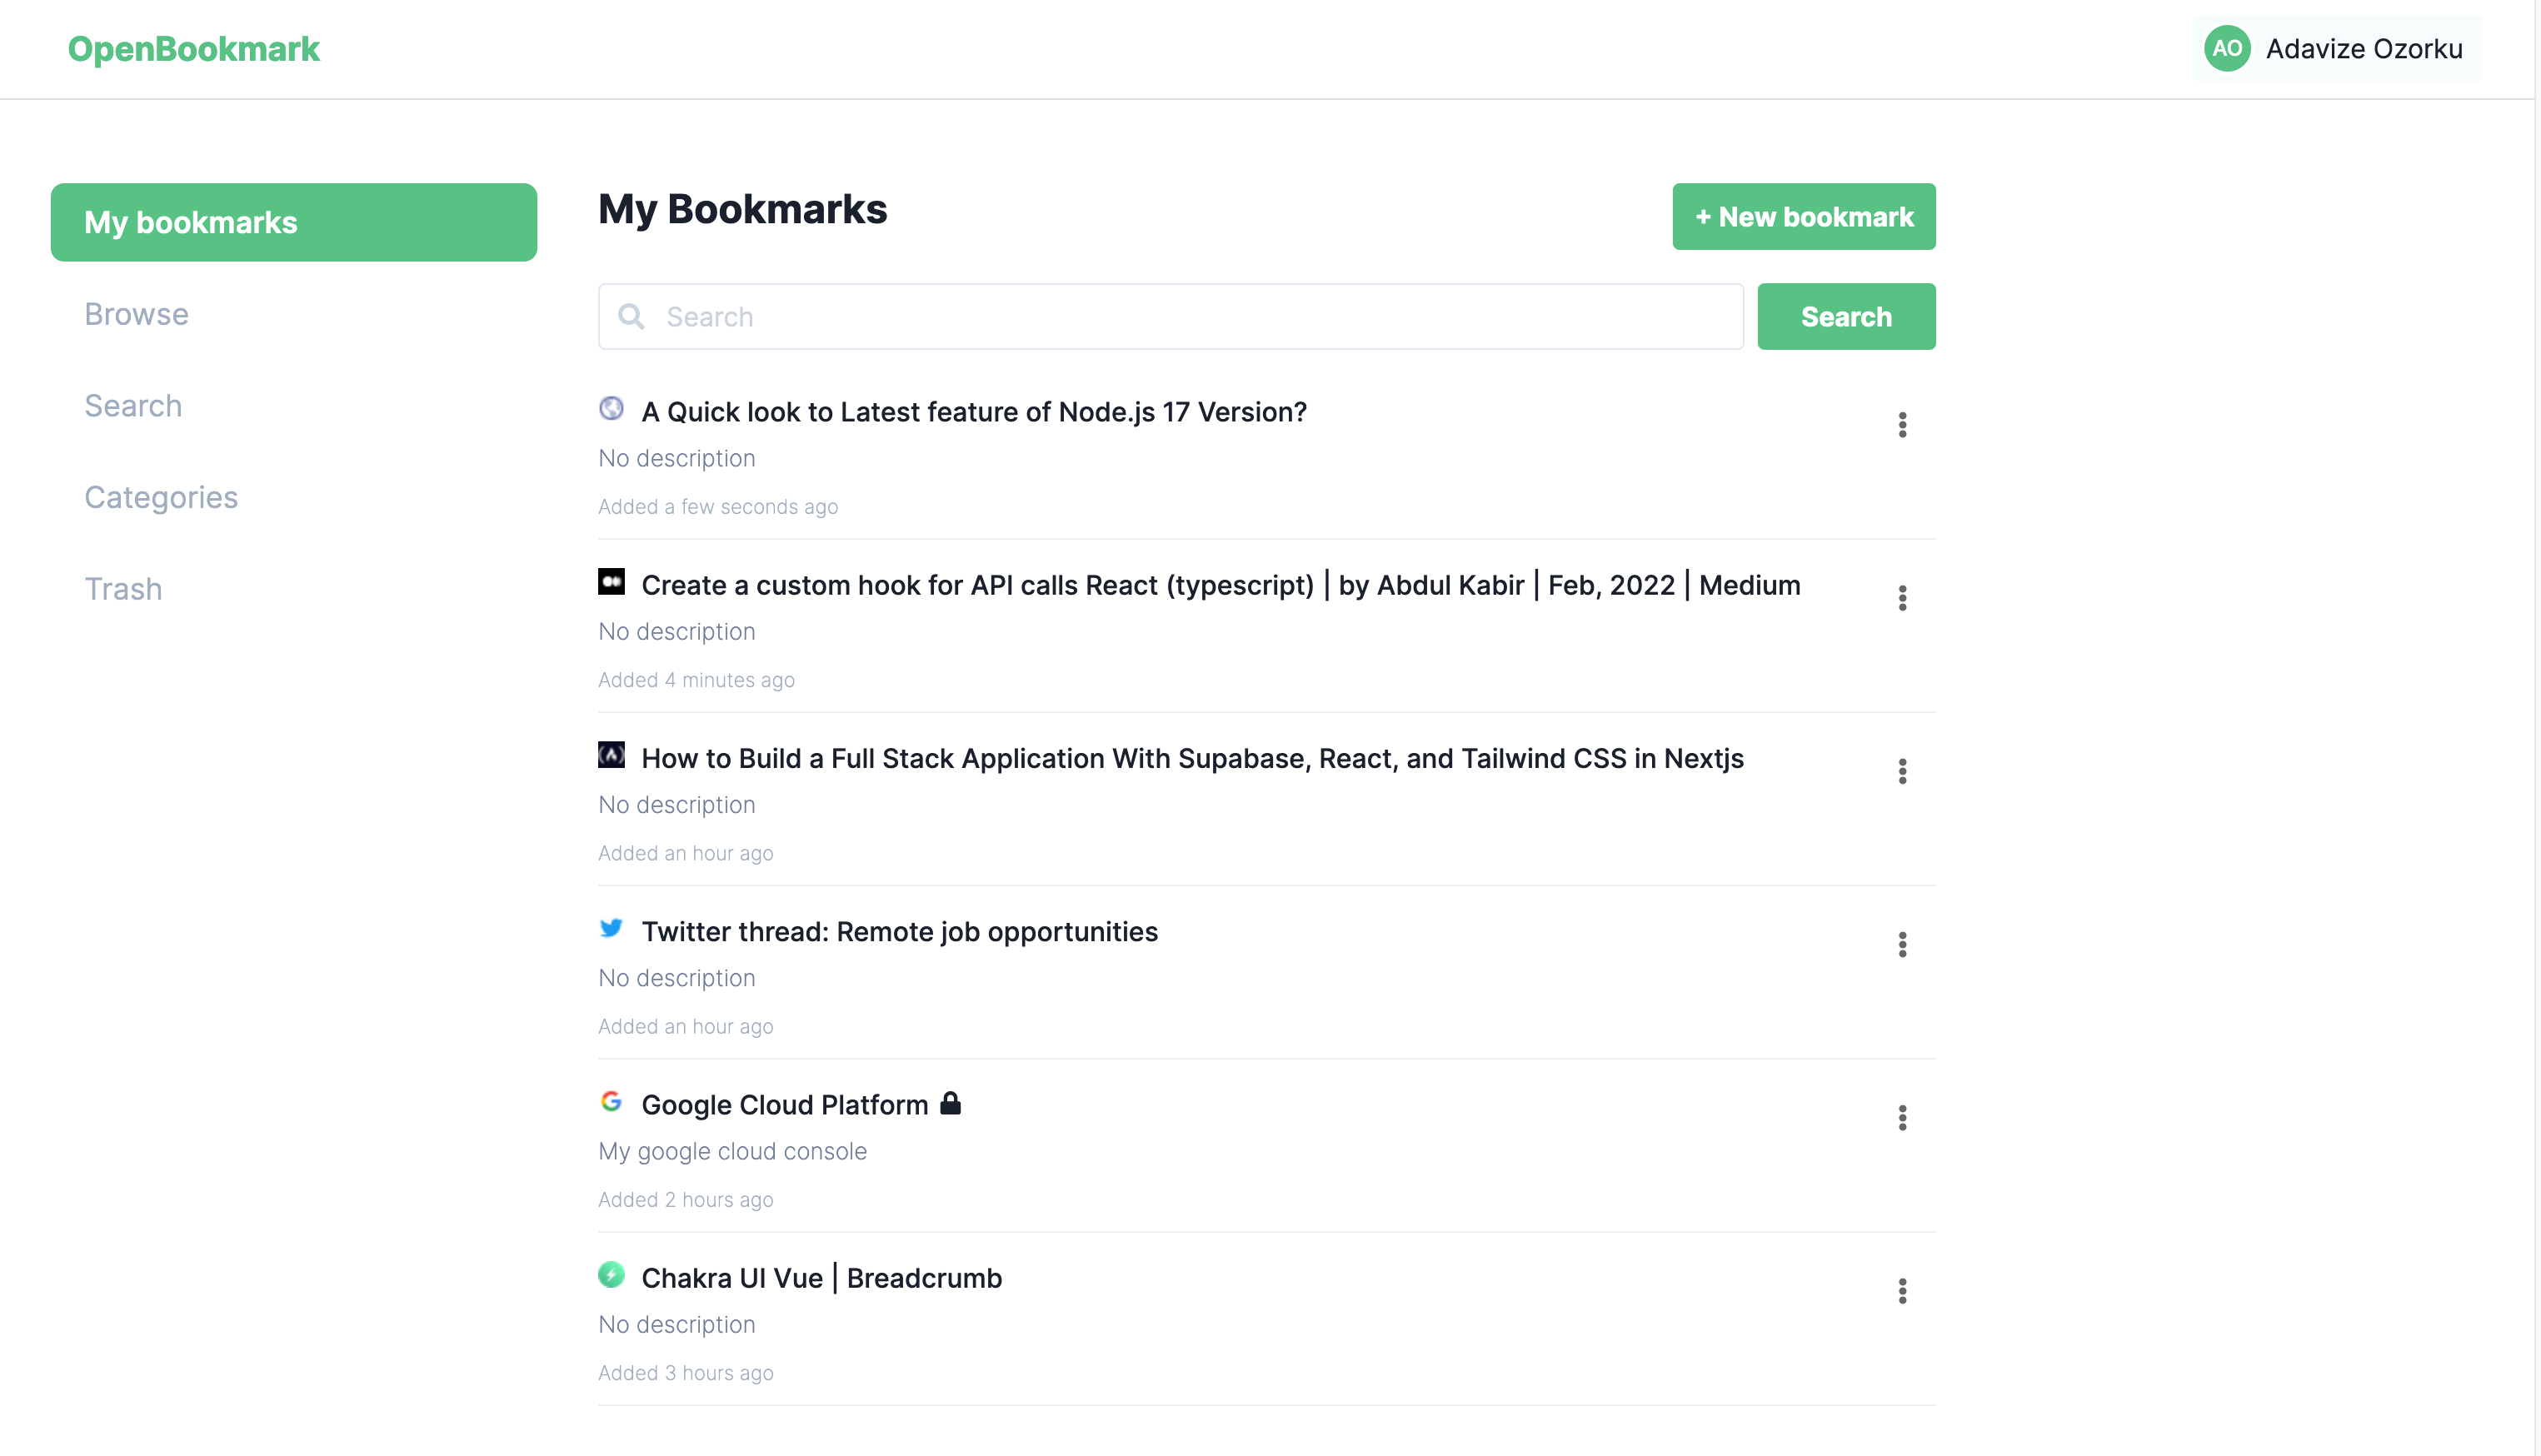 OpenBookmark
AO Adavize Ozorku
My bookmarks
Browse
Search
Categories
Trash
My Bookmarks
+ New bookmark
Search
Search
A Quick look to Latest feature of Node.js 17 Version?
No description
Added a few seconds ago
Create a custom hook for API calls React (typescript) | by Abdul Kabir | Feb, 2022 | Medium
No description
Added 4 minutes ago
How to Build a Full Stack Application With Supabase, React, and Tailwind CSS in Nextjs
No description
Added an hour ago
Twitter thread: Remote job opportunities
No description
Added an hour ago
Google Cloud Platform
My google cloud console
Added 2 hours ago
Chakra UI Vue | Breadcrumb
No description
Added 3 hours ago